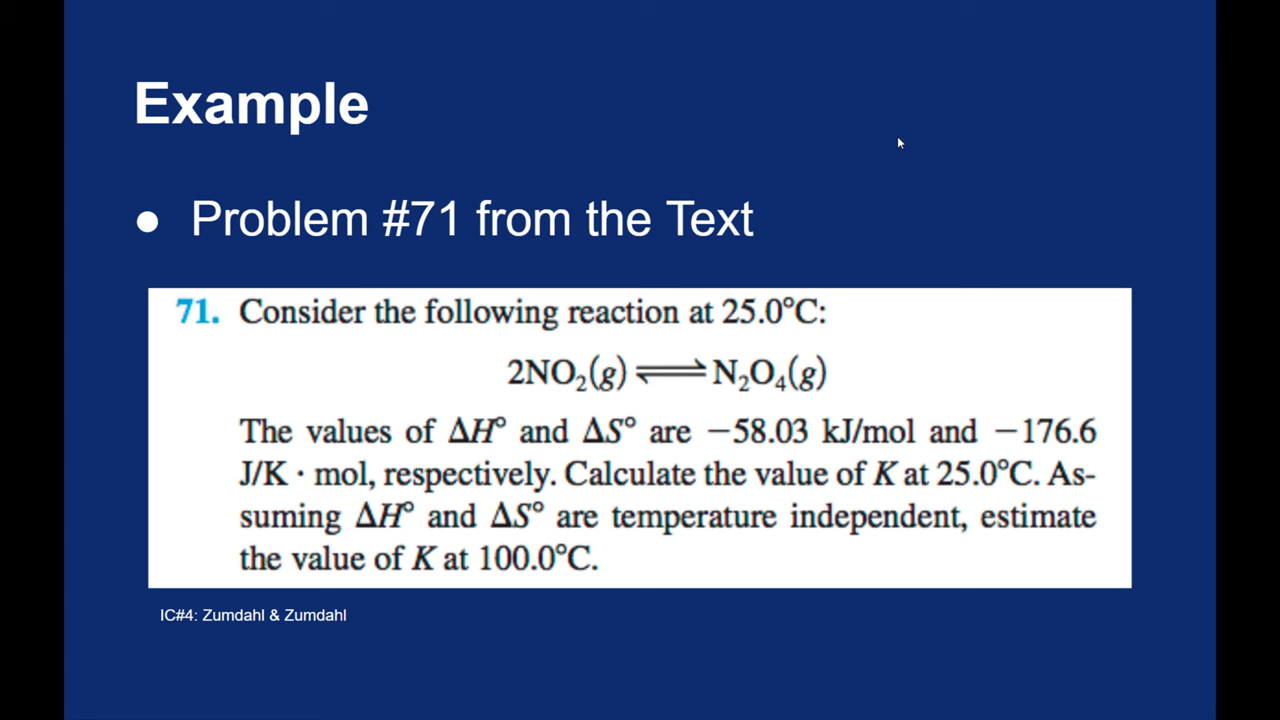 Example
● Problem #71 from the Text
71. Consider the following reaction at 25.0°C:
2NO₂(g) ⇌ N₂O₄(g)
The values of ΔH° and ΔS° are −58.03 kJ/mol and −176.6
J/K · mol, respectively. Calculate the value of K at 25.0°C. As-
suming ΔH° and ΔS° are temperature independent, estimate
the value of K at 100.0°C.
IC#4: Zumdahl & Zumdahl